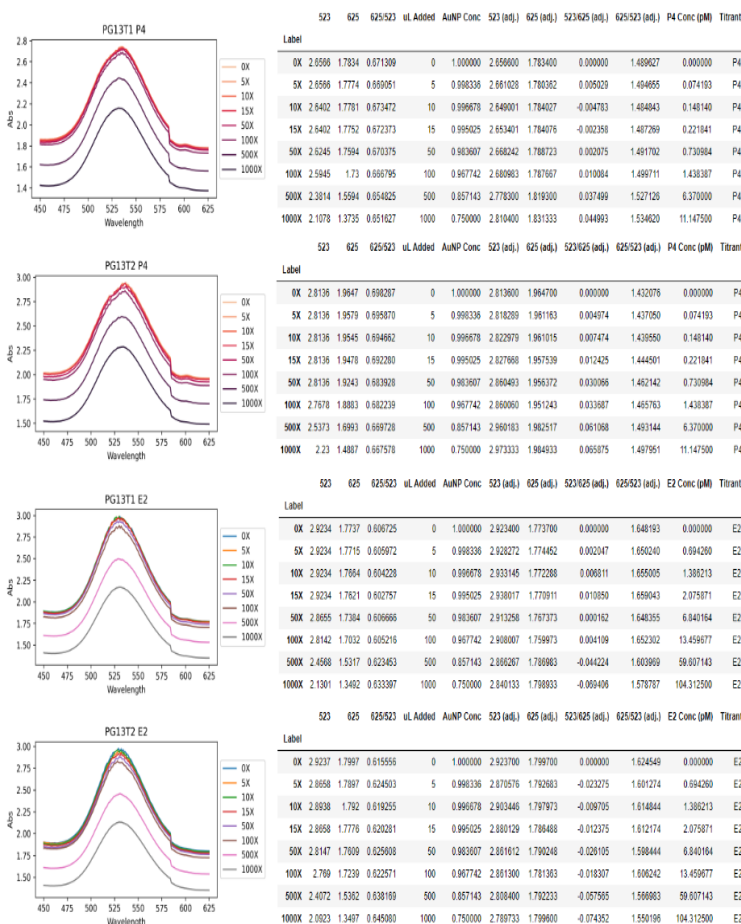 PG13T1 P4
Abs
2.8
2.6
2.4
2.2
2.0
1.8
1.6
1.4
450 475 500 525 550 575 600 625
Wavelength
0X
5X
10X
15X
50X
100X
500X
1000X
523 625 625/523 uL Added AuNP Conc 523 (adj.) 625 (adj.) 523/625 (adj.) 625/523 (adj.) P4 Conc (pM) Titrant
Label
0X 2.6566 1.7834 0.671309 0 1.000000 2.656600 1.783400 0.000000 1.489627 0.000000 P4
5X 2.6566 1.7774 0.669051 5 0.998336 2.661028 1.780362 0.005029 1.494655 0.074193 P4
10X 2.6402 1.7781 0.673472 10 0.996678 2.649001 1.784027 -0.004783 1.484843 0.148140 P4
15X 2.6402 1.7752 0.672373 15 0.995025 2.653401 1.784076 -0.002358 1.487269 0.221841 P4
50X 2.6245 1.7594 0.670375 50 0.983607 2.668242 1.788723 0.002075 1.491702 0.730984 P4
100X 2.5945 1.73 0.666795 100 0.967742 2.680983 1.787667 0.010084 1.499711 1.438387 P4
500X 2.3814 1.5594 0.654825 500 0.857143 2.778300 1.819300 0.037499 1.527126 6.370000 P4
1000X 2.1078 1.3735 0.651627 1000 0.750000 2.810400 1.831333 0.044993 1.534620 11.147500 P4
PG13T2 P4
Abs
3.00
2.75
2.50
2.25
2.00
1.75
1.50
450 475 500 525 550 575 600 625
Wavelength
0X
5X
10X
15X
50X
100X
500X
1000X
523 625 625/523 uL Added AuNP Conc 523 (adj.) 625 (adj.) 523/625 (adj.) 625/523 (adj.) P4 Conc (pM) Titrant
Label
0X 2.8136 1.9647 0.698287 0 1.000000 2.813600 1.964700 0.000000 1.432076 0.000000 P4
5X 2.8136 1.9579 0.695870 5 0.998336 2.818289 1.961163 0.004974 1.437050 0.074193 P4
10X 2.8136 1.9545 0.694662 10 0.996678 2.822979 1.961015 0.007474 1.439550 0.148140 P4
15X 2.8136 1.9478 0.692280 15 0.995025 2.827668 1.957539 0.012425 1.444501 0.221841 P4
50X 2.8136 1.9243 0.683928 50 0.983607 2.860493 1.956372 0.030066 1.462142 0.730984 P4
100X 2.7678 1.8883 0.682239 100 0.967742 2.860060 1.951243 0.033687 1.465763 1.438387 P4
500X 2.5373 1.6993 0.669728 500 0.857143 2.960183 1.982517 0.061068 1.493144 6.370000 P4
1000X 2.23 1.4887 0.667578 1000 0.750000 2.973333 1.984933 0.065875 1.497951 11.147500 P4
PG13T1 E2
Abs
3.00
2.75
2.50
2.25
2.00
1.75
1.50
450 475 500 525 550 575 600 625
Wavelength
0X
5X
10X
15X
50X
100X
500X
1000X
523 625 625/523 uL Added AuNP Conc 523 (adj.) 625 (adj.) 523/625 (adj.) 625/523 (adj.) E2 Conc (pM) Titrant
Label
0X 2.9234 1.7737 0.606725 0 1.000000 2.923400 1.773700 0.000000 1.648193 0.000000 E2
5X 2.9234 1.7715 0.605972 5 0.998336 2.928272 1.774452 0.002047 1.650240 0.694260 E2
10X 2.9234 1.7664 0.604228 10 0.996678 2.933145 1.772288 0.006811 1.655005 1.386213 E2
15X 2.9234 1.7621 0.602757 15 0.995025 2.938017 1.770911 0.010850 1.659043 2.075871 E2
50X 2.8655 1.7384 0.606666 50 0.983607 2.913258 1.767373 0.000162 1.648355 6.840164 E2
100X 2.8142 1.7032 0.605216 100 0.967742 2.908007 1.759973 0.004109 1.652302 13.459677 E2
500X 2.4568 1.5317 0.623453 500 0.857143 2.866267 1.786983 -0.044224 1.603969 59.607143 E2
1000X 2.1301 1.3492 0.633397 1000 0.750000 2.840133 1.798933 -0.069406 1.578787 104.312500 E2
PG13T2 E2
Abs
3.00
2.75
2.50
2.25
2.00
1.75
1.50
450 475 500 525 550 575 600 625
Wavelength
0X
5X
10X
15X
50X
100X
500X
1000X
523 625 625/523 uL Added AuNP Conc 523 (adj.) 625 (adj.) 523/625 (adj.) 625/523 (adj.) E2 Conc (pM) Titrant
Label
0X 2.9237 1.7997 0.615556 0 1.000000 2.923700 1.799700 0.000000 1.624549 0.000000 E2
5X 2.8658 1.7897 0.624503 5 0.998336 2.870576 1.792683 -0.023275 1.601274 0.694260 E2
10X 2.8938 1.792 0.619255 10 0.996678 2.903446 1.797973 -0.009705 1.614844 1.386213 E2
15X 2.8658 1.7776 0.620281 15 0.995025 2.880129 1.786488 -0.012375 1.612174 2.075871 E2
50X 2.8147 1.7609 0.625608 50 0.983607 2.861612 1.790248 -0.026105 1.598444 6.840164 E2
100X 2.769 1.7239 0.622571 100 0.967742 2.861300 1.781363 -0.018307 1.606242 13.459677 E2
500X 2.4072 1.5362 0.638169 500 0.857143 2.808400 1.792233 -0.057565 1.566983 59.607143 E2
1000X 2.0923 1.3497 0.645080 1000 0.750000 2.789733 1.799600 -0.074352 1.550196 104.312500 E2